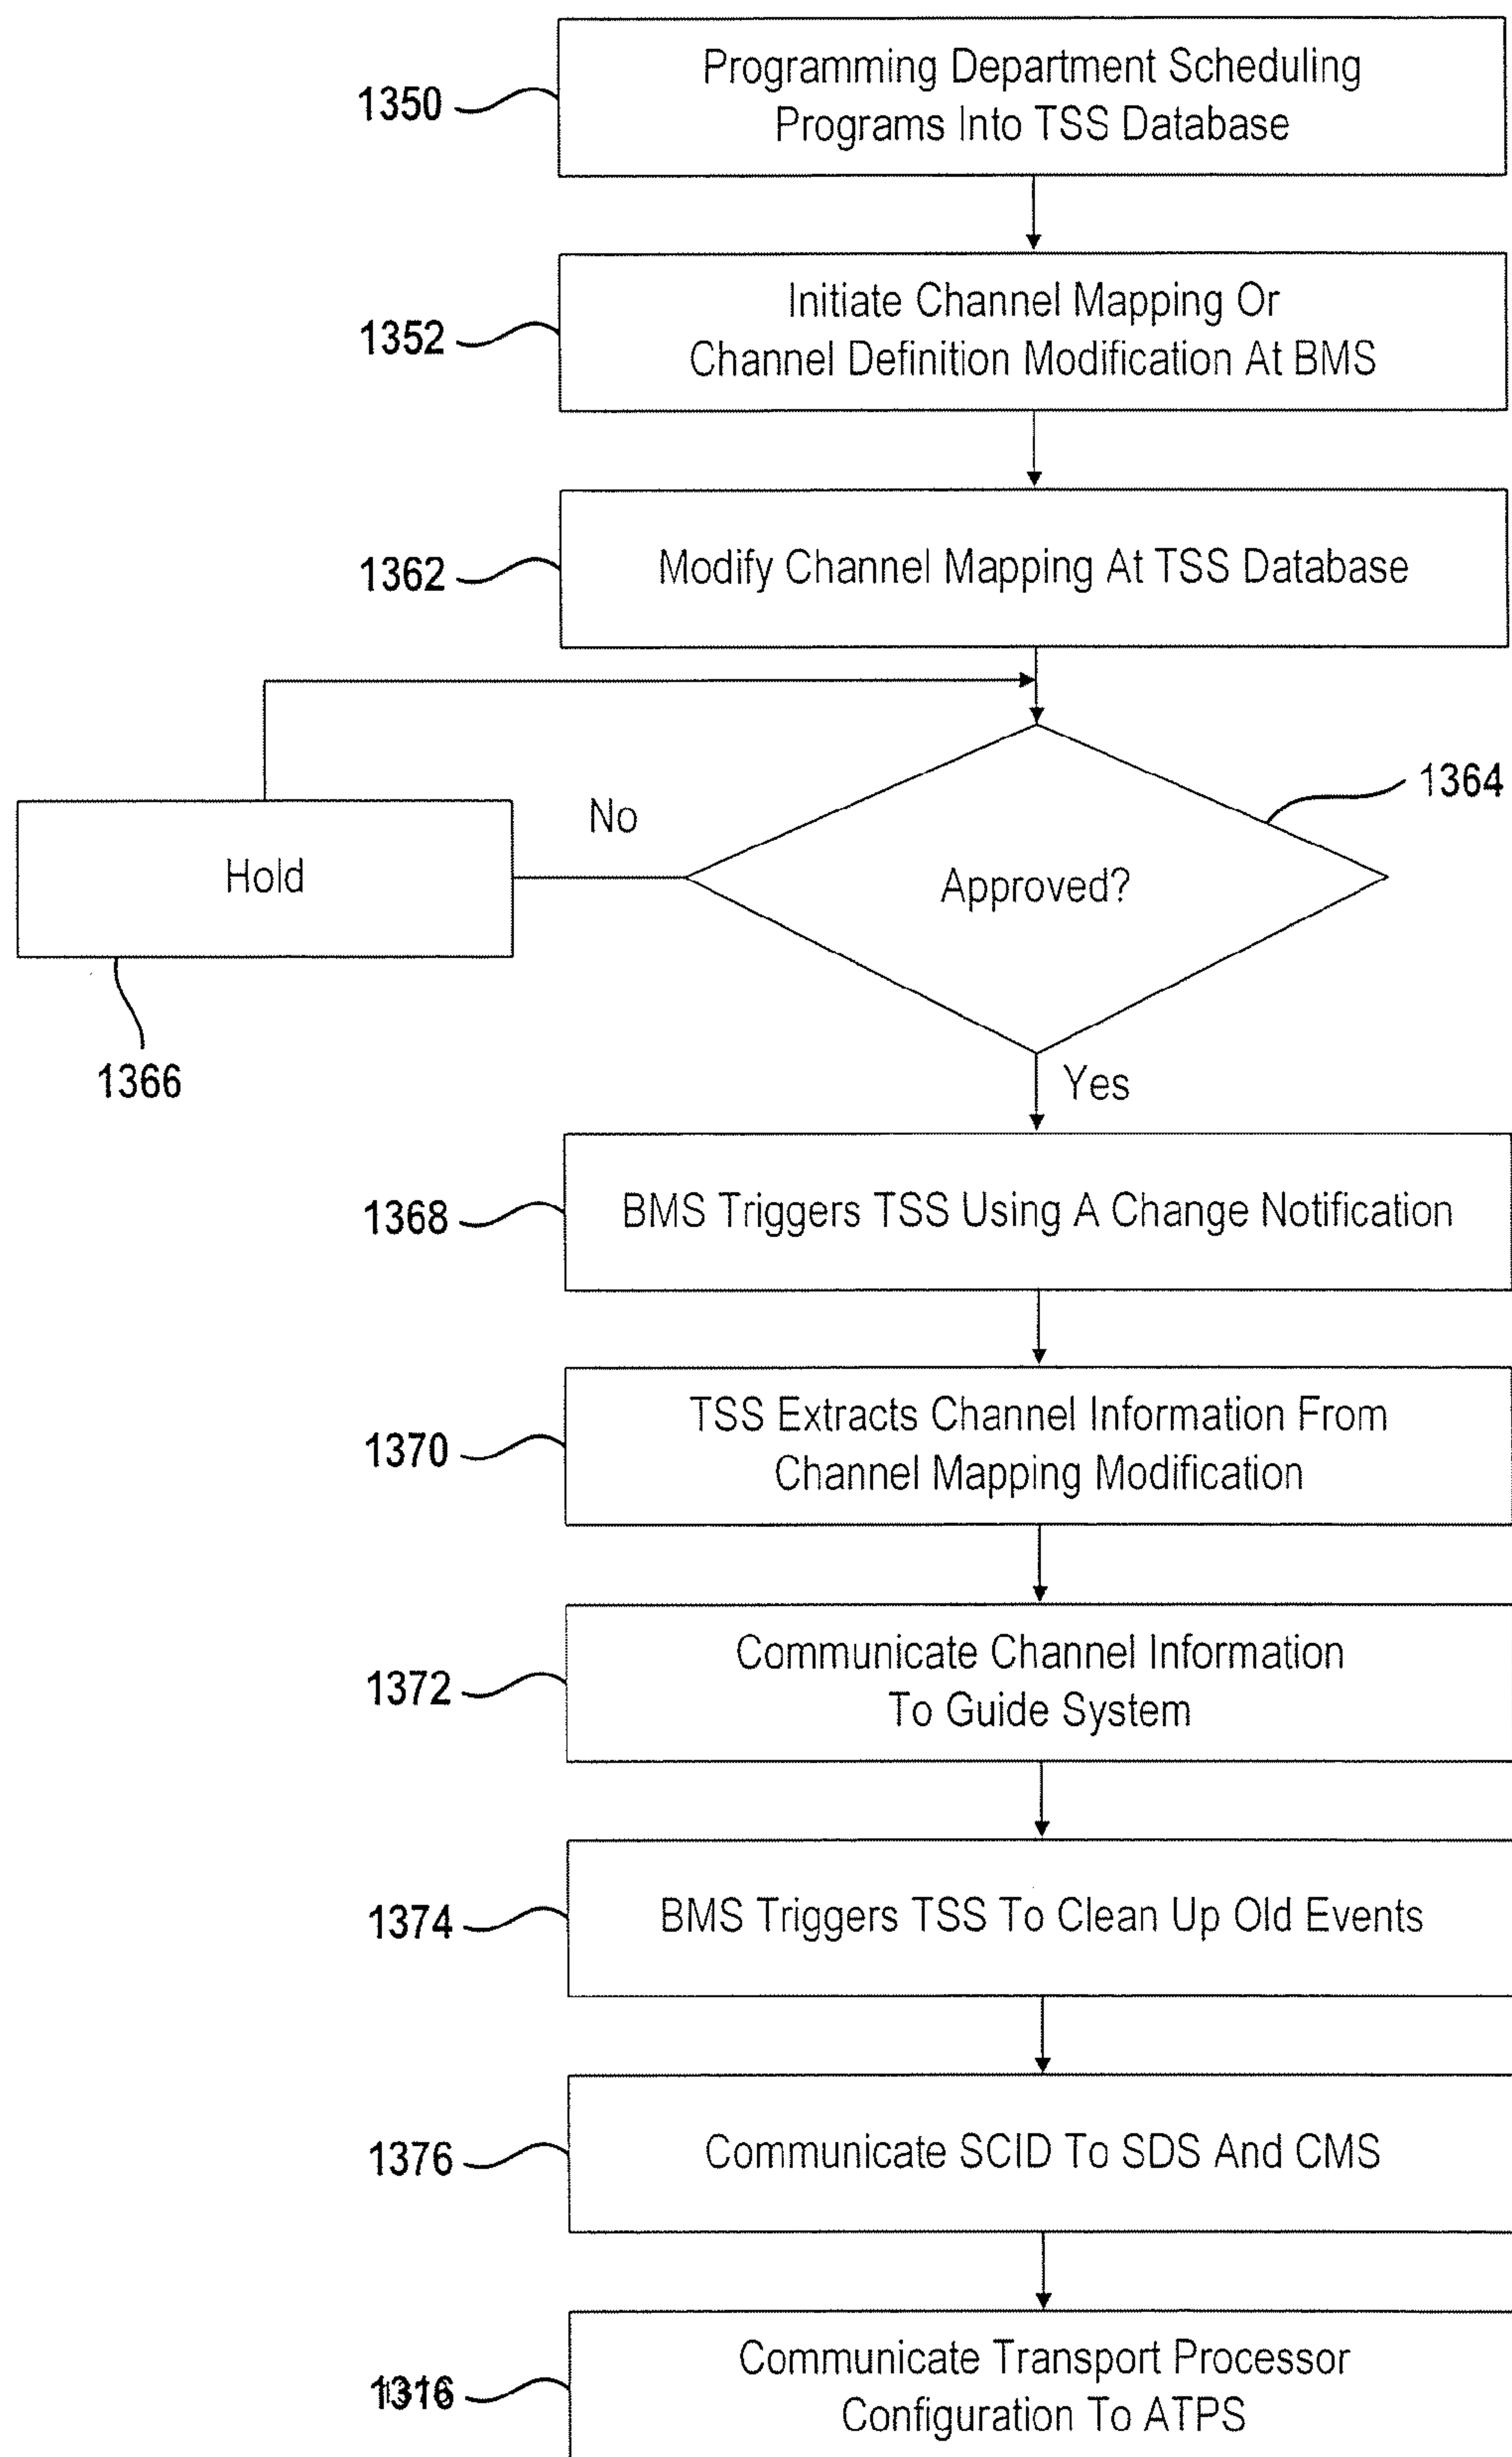 1350
Programming Department Scheduling
Programs Into TSS Database
1352
Initiate Channel Mapping Or
Channel Definition Modification At BMS
1362
Modify Channel Mapping At TSS Database
1364
Approved?
No
Hold
1366
Yes
1368
BMS Triggers TSS Using A Change Notification
1370
TSS Extracts Channel Information From
Channel Mapping Modification
1372
Communicate Channel Information
To Guide System
1374
BMS Triggers TSS To Clean Up Old Events
1376
Communicate SCID To SDS And CMS
Communicate Transport Processor
Configuration To ATPS